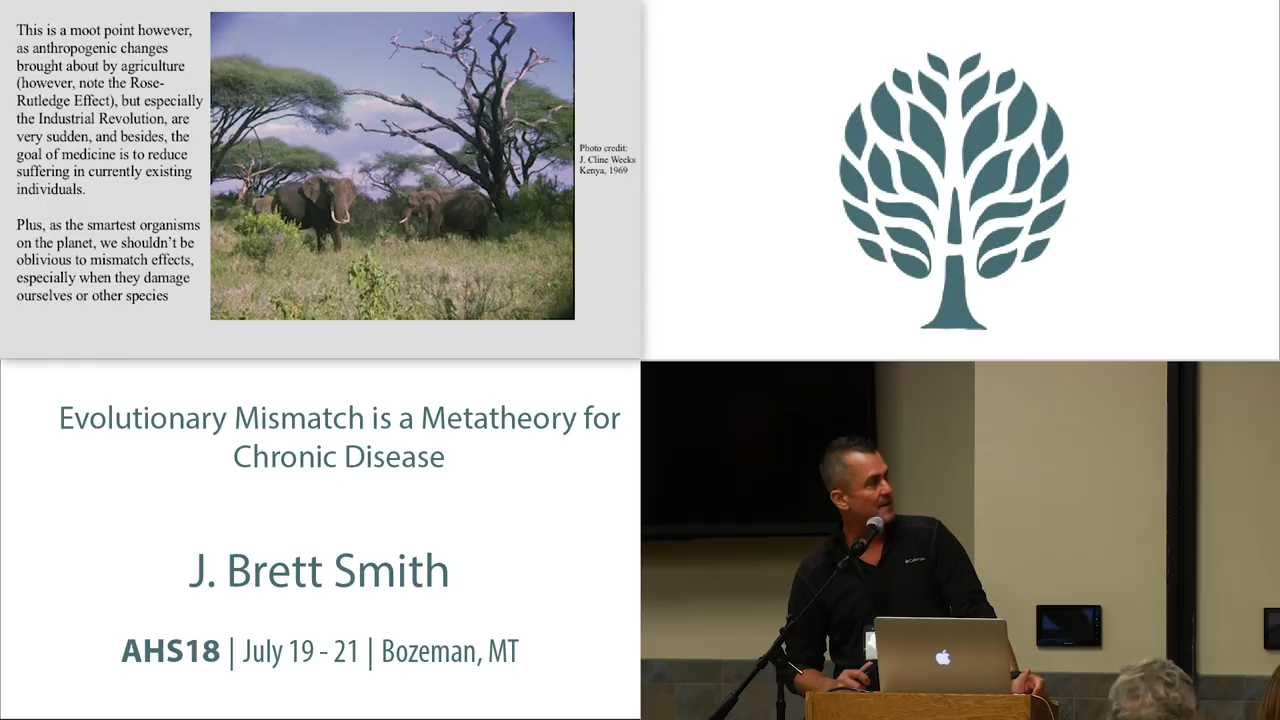 This is a moot point however,
as anthropogenic changes
brought about by agriculture
(however, note the Rose-
Rutledge Effect), but especially
the Industrial Revolution, are
very sudden, and besides, the
goal of medicine is to reduce
suffering in currently existing
individuals.
Plus, as the smartest organisms
on the planet, we shouldn't be
oblivious to mismatch effects,
especially when they damage
ourselves or other species
Photo credit:
J. Cline Weeks
Kenya, 1969
Evolutionary Mismatch is a Metatheory for
Chronic Disease
J. Brett Smith
AHS18 | July 19 - 21 | Bozeman, MT